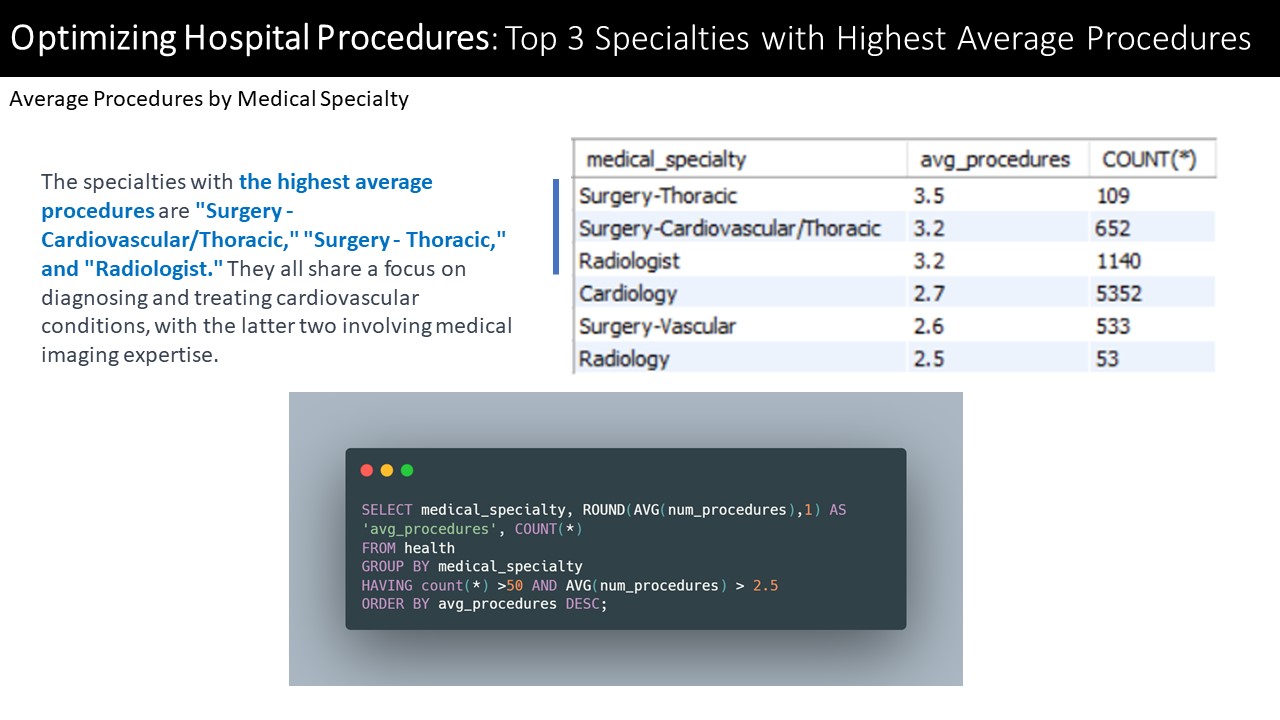 Optimizing Hospital Procedures: Top 3 Specialties with Highest Average Procedures
Average Procedures by Medical Specialty
The specialties with the highest average
procedures are "Surgery -
Cardiovascular/Thoracic," "Surgery - Thoracic,"
and "Radiologist." They all share a focus on
diagnosing and treating cardiovascular
conditions, with the latter two involving medical
imaging expertise.
medical_specialty avg_procedures COUNT(*)
Surgery-Thoracic 3.5 109
Surgery-Cardiovascular/Thoracic 3.2 652
Radiologist 3.2 1140
Cardiology 2.7 5352
Surgery-Vascular 2.6 533
Radiology 2.5 53
SELECT medical_specialty, ROUND(AVG(num_procedures),1) AS
'avg_procedures', COUNT(*)
FROM health
GROUP BY medical_specialty
HAVING count(*) >50 AND AVG(num_procedures) > 2.5
ORDER BY avg_procedures DESC;